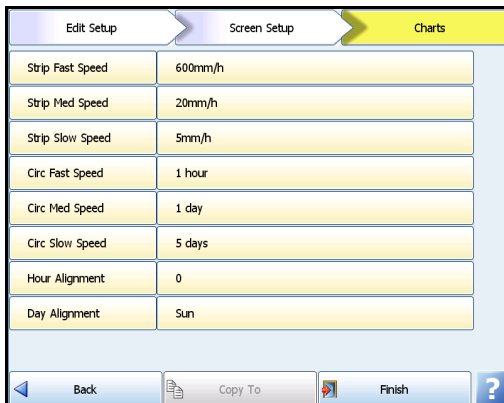 Edit Setup Screen Setup Charts
Strip Fast Speed 600mm/h
Strip Med Speed 20mm/h
Strip Slow Speed 5mm/h
Circ Fast Speed 1 hour
Circ Med Speed 1 day
Circ Slow Speed 5 days
Hour Alignment 0
Day Alignment Sun
Back Copy To Finish ?